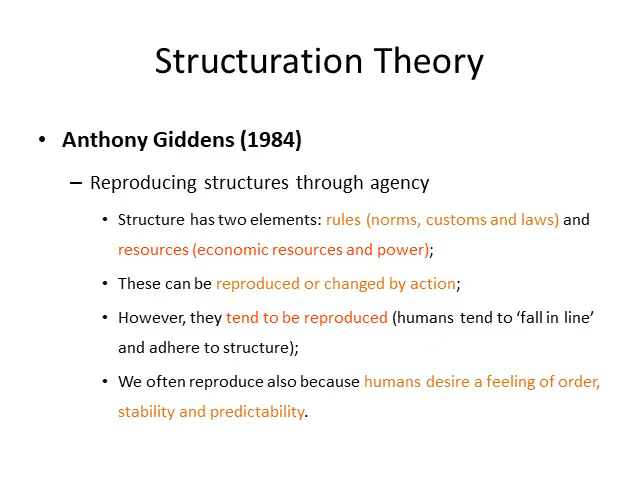 Structuration Theory
• Anthony Giddens (1984)
– Reproducing structures through agency
• Structure has two elements: rules (norms, customs and laws) and
resources (economic resources and power);
• These can be reproduced or changed by action;
• However, they tend to be reproduced (humans tend to ‘fall in line’
and adhere to structure);
• We often reproduce also because humans desire a feeling of order,
stability and predictability.